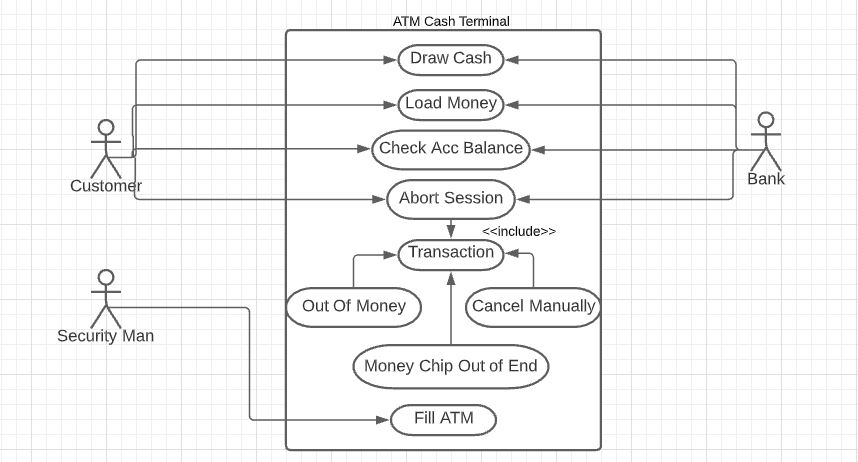 ATM Cash Terminal
Draw Cash
Load Money
Check Acc Balance
Customer
Bank
Abort Session
<<include>>
Transaction
Out Of Money
Cancel Manually
Security Man
Money Chip Out of End
Fill ATM